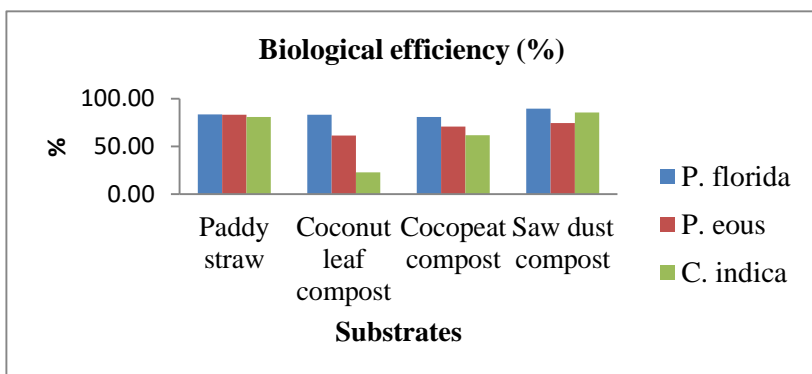 Biological efficiency (%)
100.00
50.00
0.00
%
Paddy straw
Coconut leaf compost
Cocopeat compost
Saw dust compost
Substrates
P. florida
P. eous
C. indica